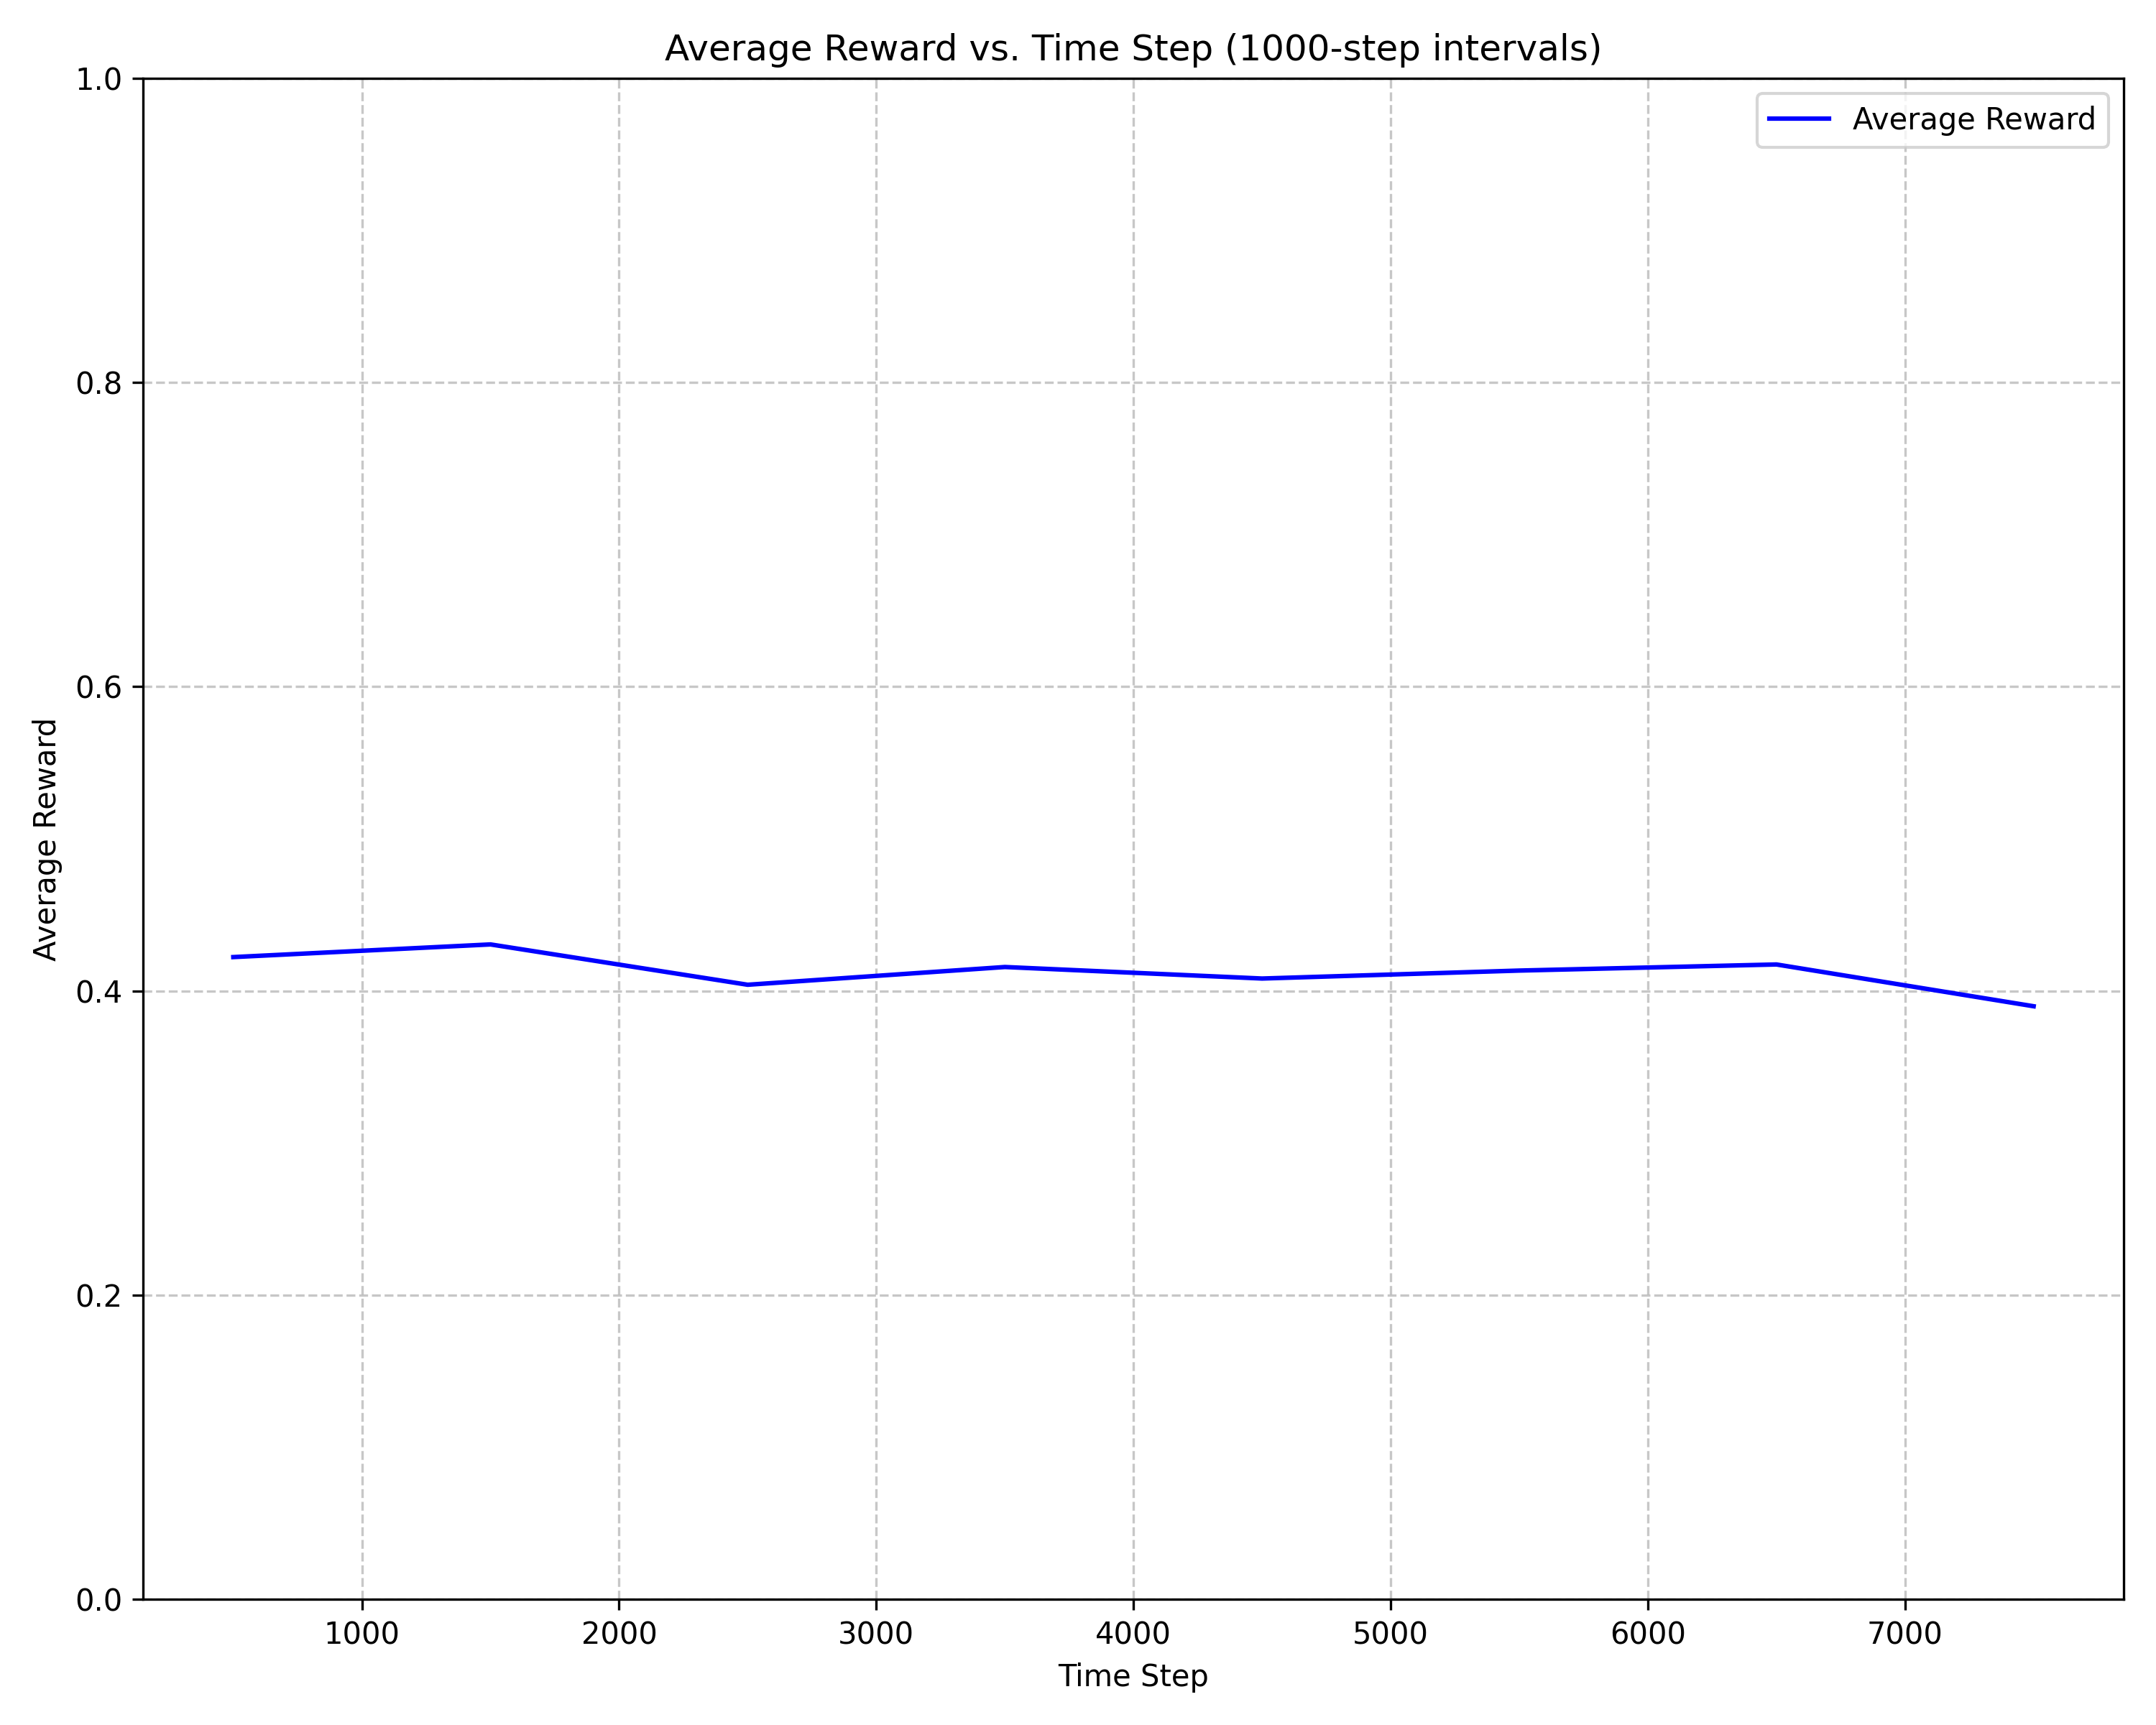 Average Reward vs. Time Step (1000-step intervals)
Average Reward
1.0
0.8
0.6
0.4
0.2
0.0
Average Reward
1000 2000 3000 4000 5000 6000 7000
Time Step